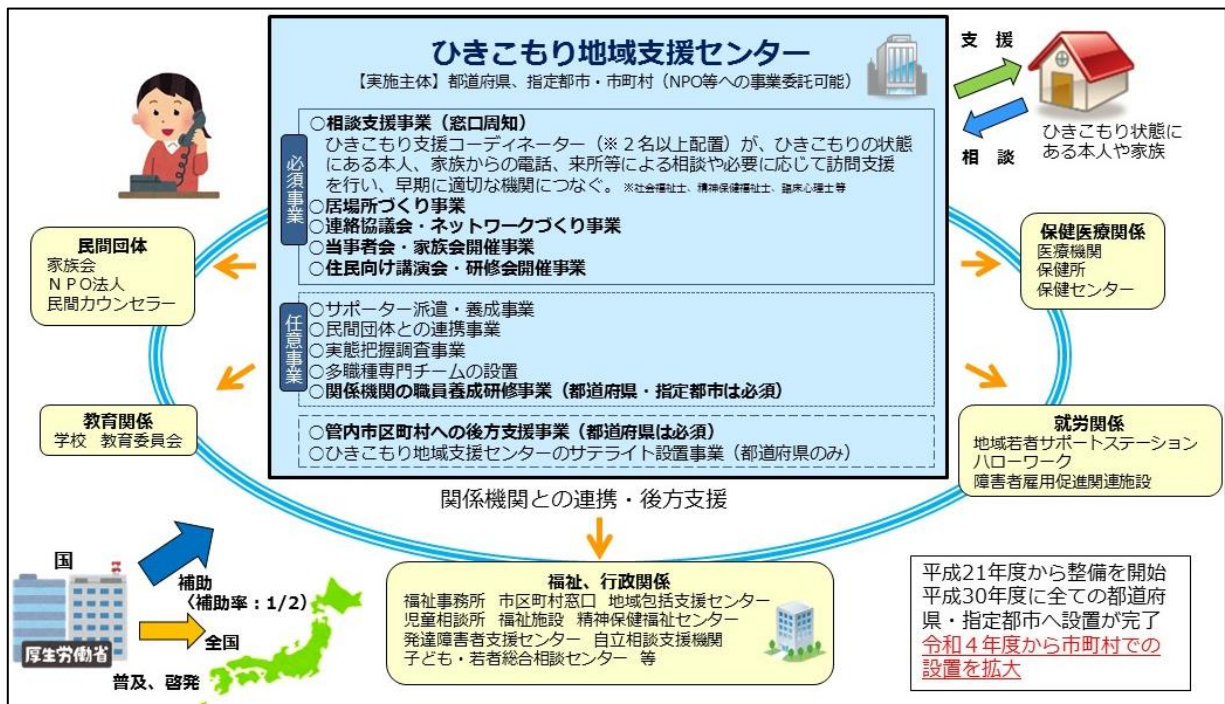 ひきこもり地域支援センター
【実施主体】都道府県、指定都市・市町村（NPO等への事業委託可能）
必須事業
○相談支援事業（窓口周知）
ひきこもり支援コーディネーター（※２名以上配置）が、ひきこもりの状態
にある本人、家族からの電話、来所等による相談や必要に応じて訪問支援
を行い、早期に適切な機関につなぐ。 ※社会福祉士、精神保健福祉士、臨床心理士等
○居場所づくり事業
○連絡協議会・ネットワークづくり事業
○当事者会・家族会開催事業
○住民向け講演会・研修会開催事業
任意事業
○サポーター派遣・養成事業
○民間団体との連携事業
○実態把握調査事業
○多職種専門チームの設置
○関係機関の職員養成研修事業（都道府県・指定都市は必須）
○管内市区町村への後方支援事業（都道府県は必須）
○ひきこもり地域支援センターのサテライト設置事業（都道府県のみ）
支 援
相 談
ひきこもり状態に
ある本人や家族
民間団体
家族会
ＮＰＯ法人
民間カウンセラー
保健医療関係
医療機関
保健所
保健センター
教育関係
学校 教育委員会
就労関係
地域若者サポートステーション
ハローワーク
障害者雇用促進関連施設
関係機関との連携・後方支援
福祉、行政関係
福祉事務所 市区町村窓口 地域包括支援センター
児童相談所 福祉施設 精神保健福祉センター
発達障害者支援センター 自立相談支援機関
子ども・若者総合相談センター 等
国
厚生労働省
補助
〈補助率：1/2〉
全国
普及、啓発
平成21年度から整備を開始
平成30年度に全ての都道府
県・指定都市へ設置が完了
令和４年度から市町村での
設置を拡大